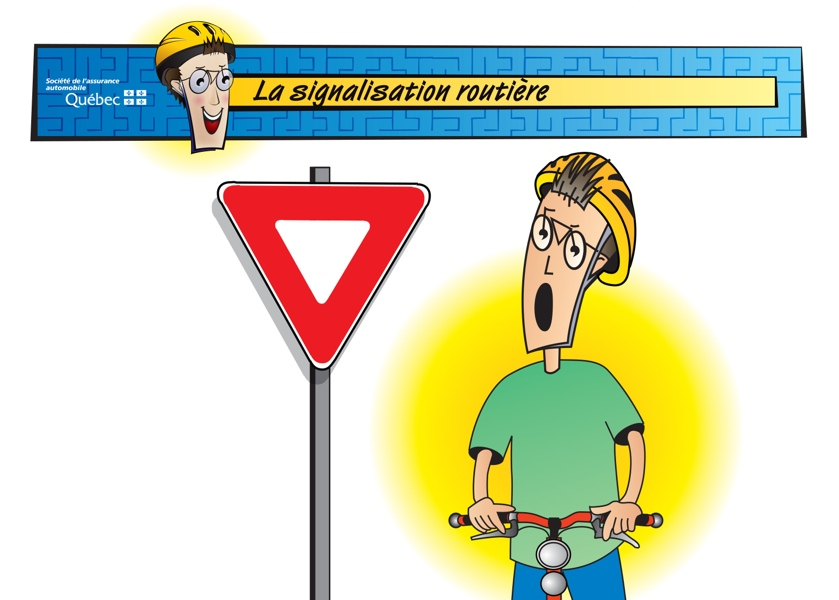 Société de l'assurance
automobile
Québec
La signalisation routière